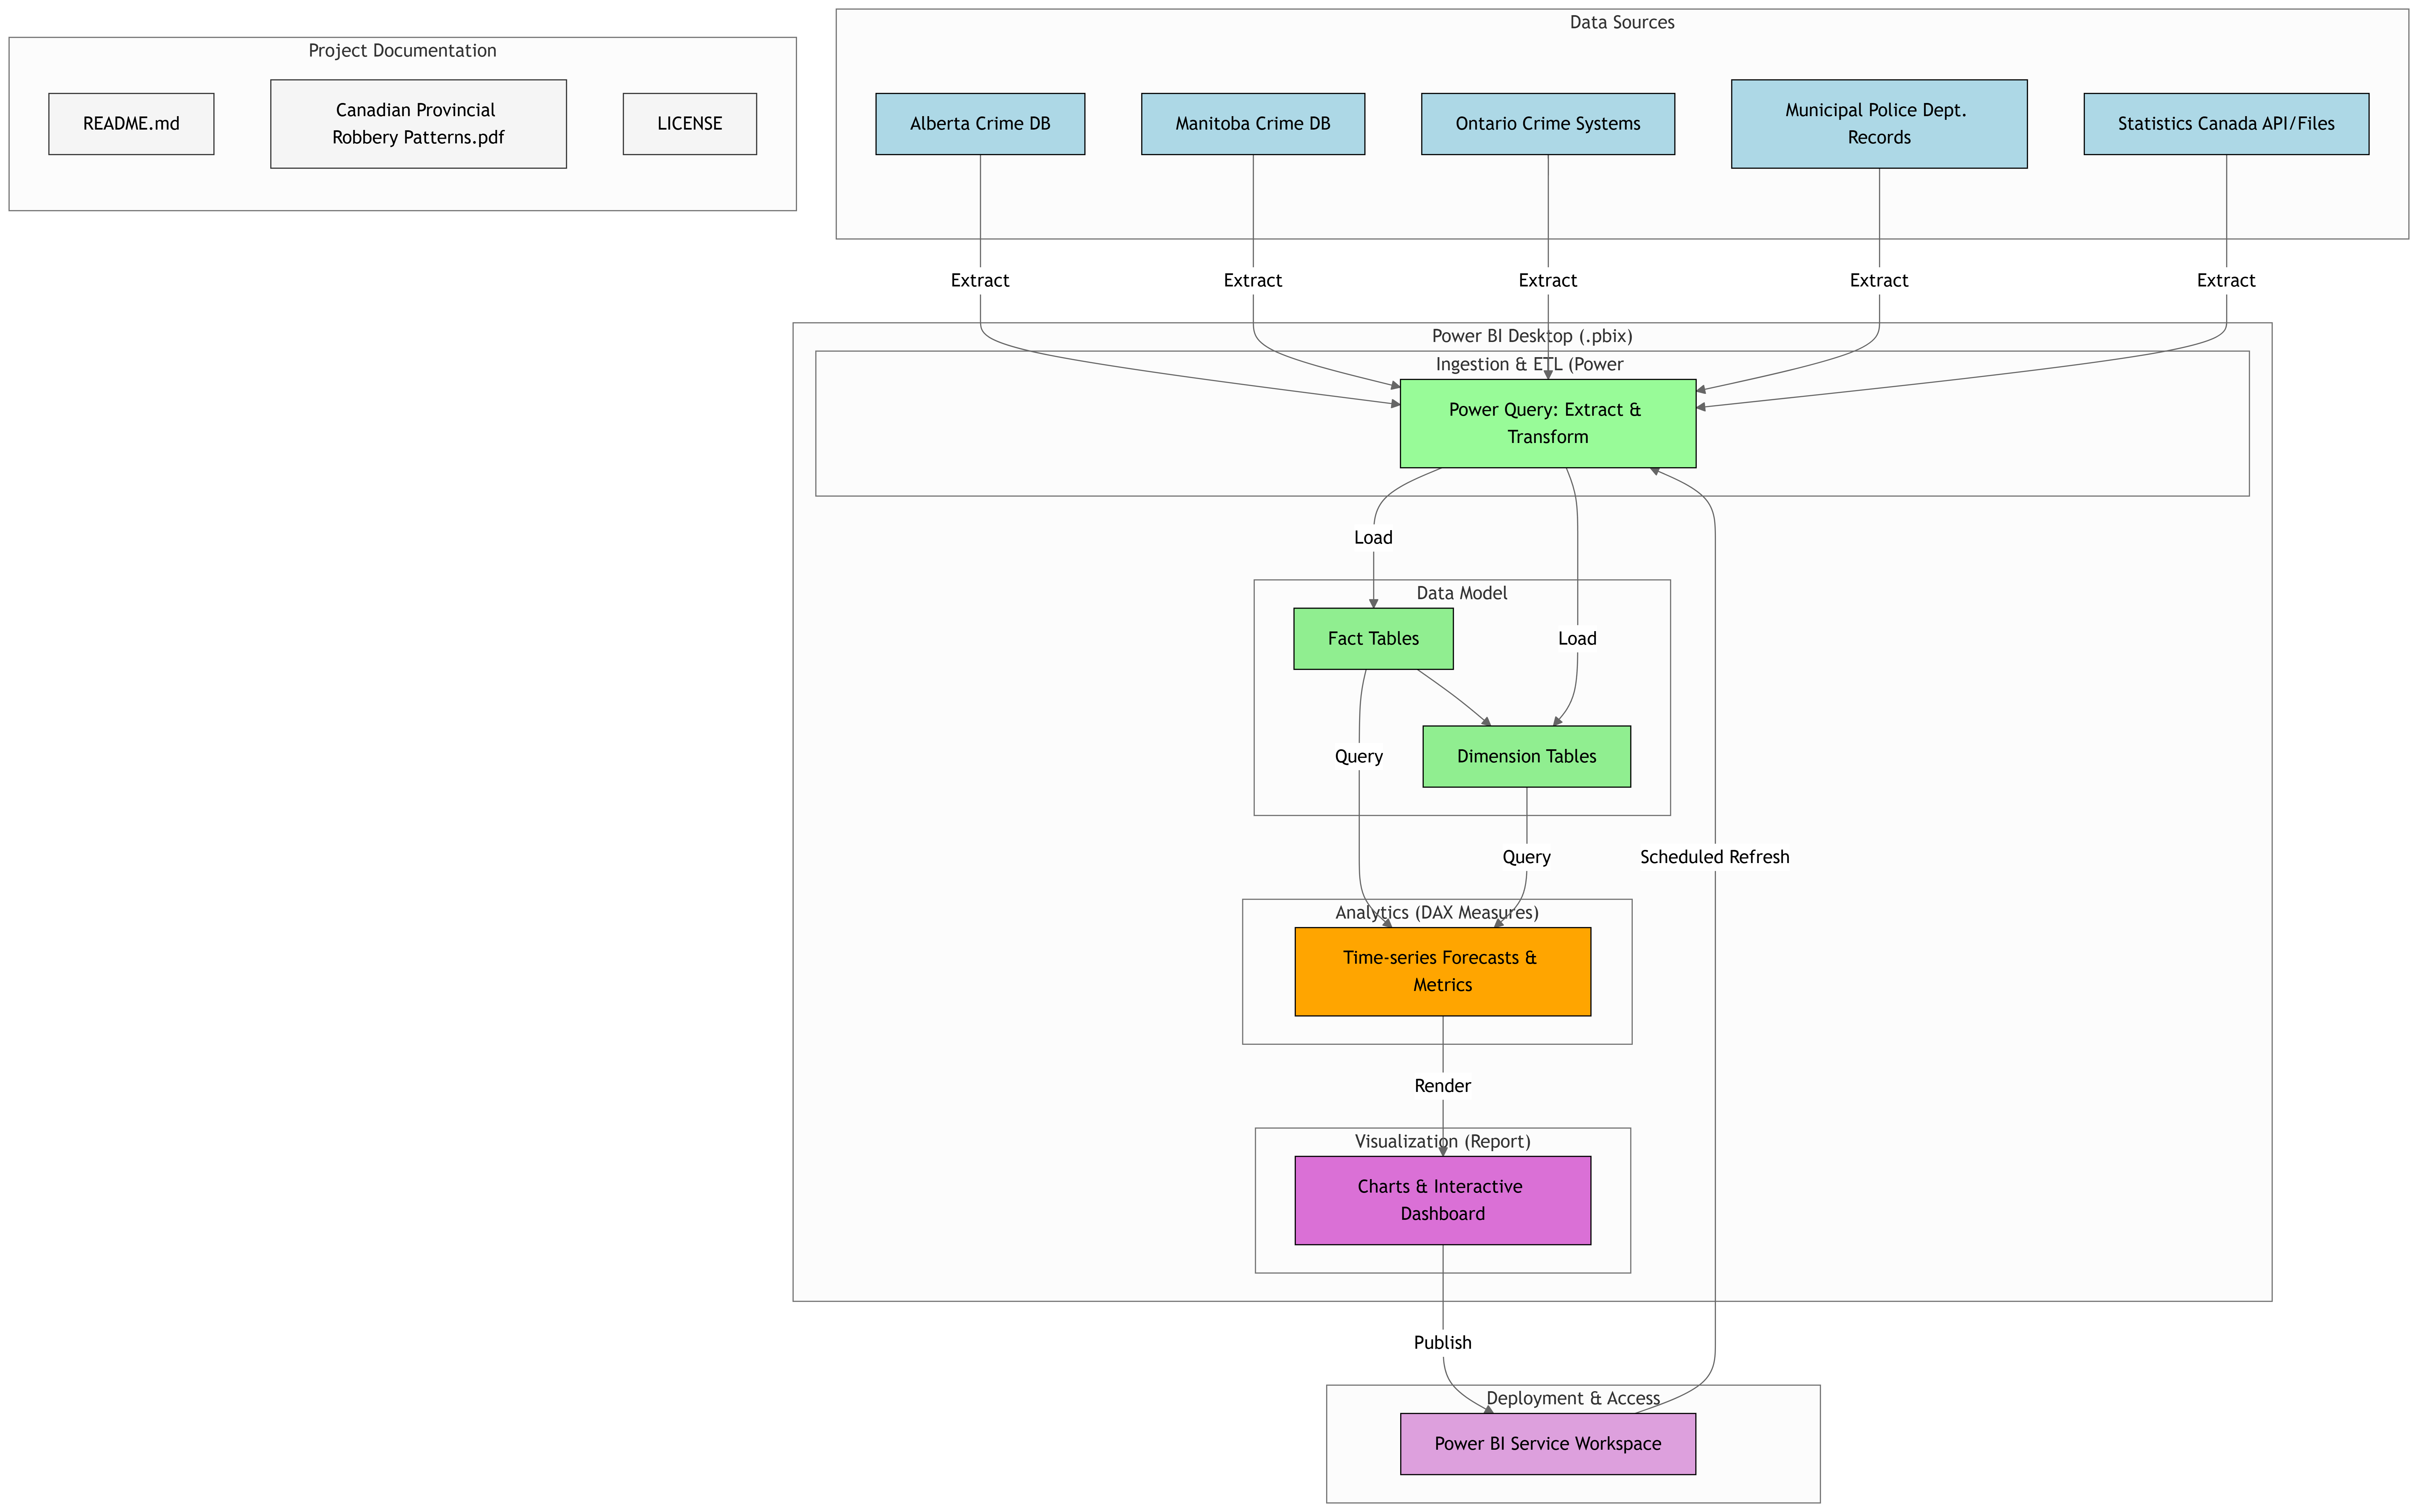 Data Sources
Project Documentation
README.md
Canadian Provincial
Robbery Patterns.pdf
LICENSE
Alberta Crime DB
Manitoba Crime DB
Ontario Crime Systems
Municipal Police Dept.
Records
Statistics Canada API/Files
Extract
Extract
Extract
Extract
Extract
Power BI Desktop (.pbix)
Ingestion & ETL (Power
Power Query: Extract &
Transform
Load
Data Model
Fact Tables
Load
Query
Dimension Tables
Query
Scheduled Refresh
Analytics (DAX Measures)
Time-series Forecasts &
Metrics
Render
Visualization (Report)
Charts & Interactive
Dashboard
Publish
Deployment & Access
Power BI Service Workspace